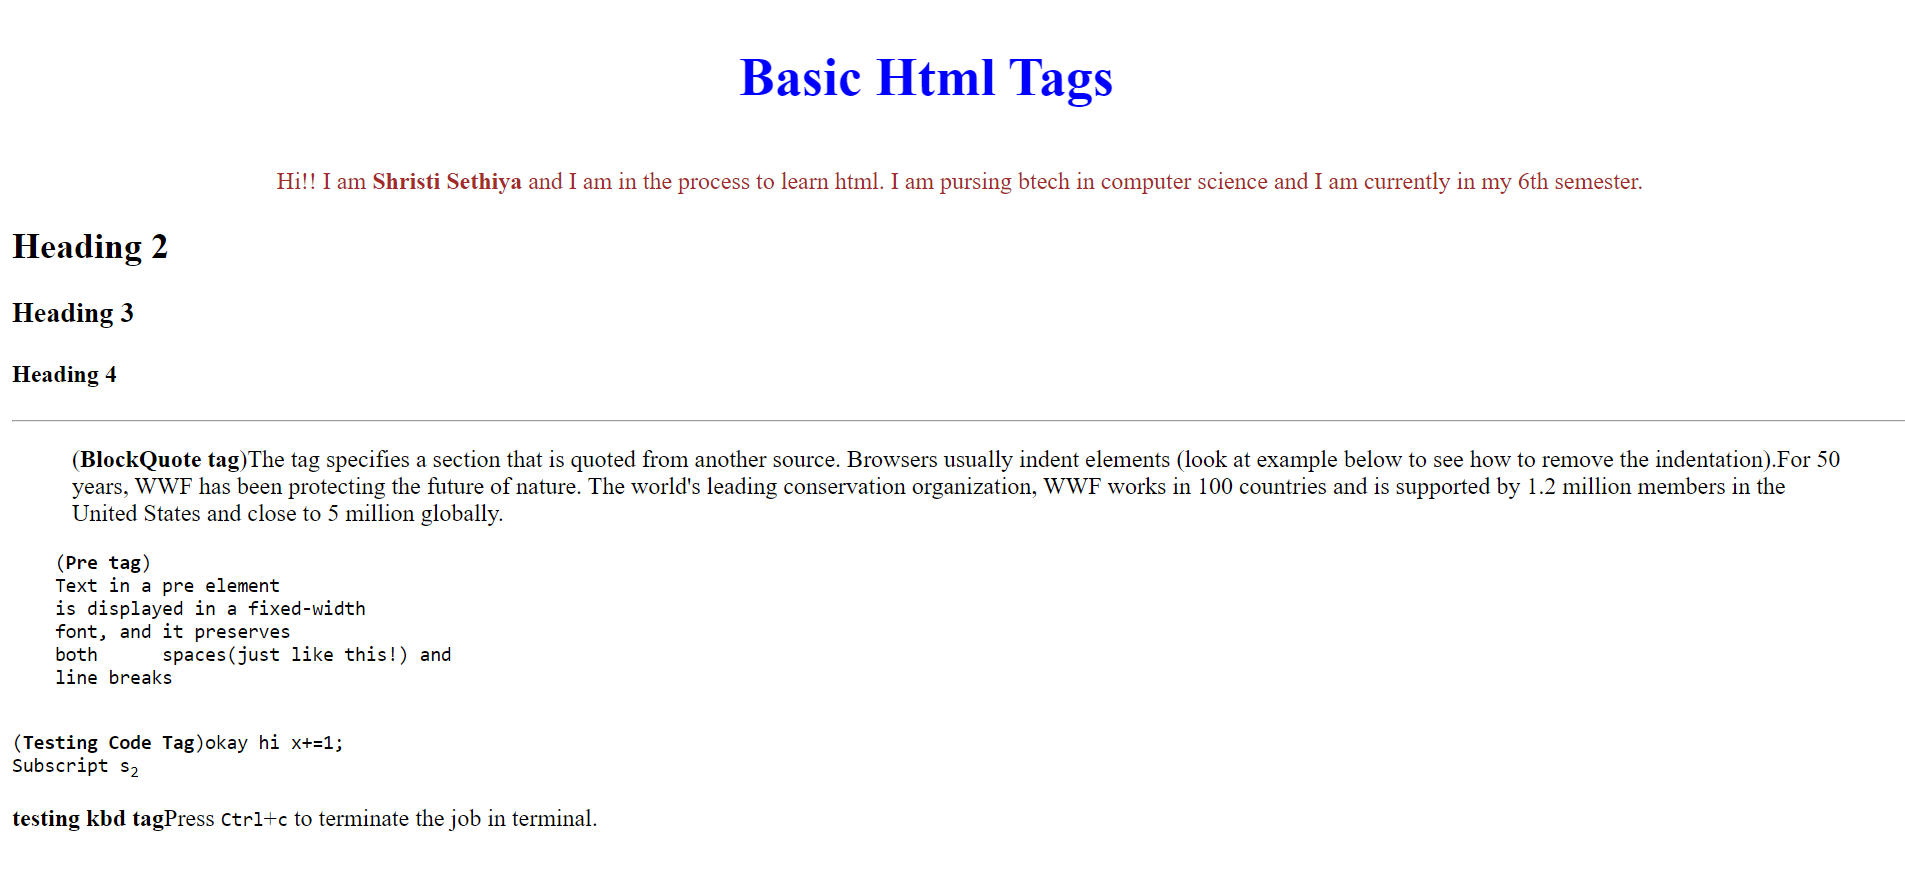 Basic Html Tags
Hi!! I am Shristi Sethiya and I am in the process to learn html. I am pursing btech in computer science and I am currently in my 6th semester.
Heading 2
Heading 3
Heading 4
(BlockQuote tag)The tag specifies a section that is quoted from another source. Browsers usually indent elements (look at example below to see how to remove the indentation).For 50
years, WWF has been protecting the future of nature. The world's leading conservation organization, WWF works in 100 countries and is supported by 1.2 million members in the
United States and close to 5 million globally.
(Pre tag)
Text in a pre element
is displayed in a fixed-width
font, and it preserves
both      spaces(just like this!) and
line breaks
(Testing Code Tag)okay hi x+=1;
Subscript s2
testing kbd tagPress Ctrl+c to terminate the job in terminal.